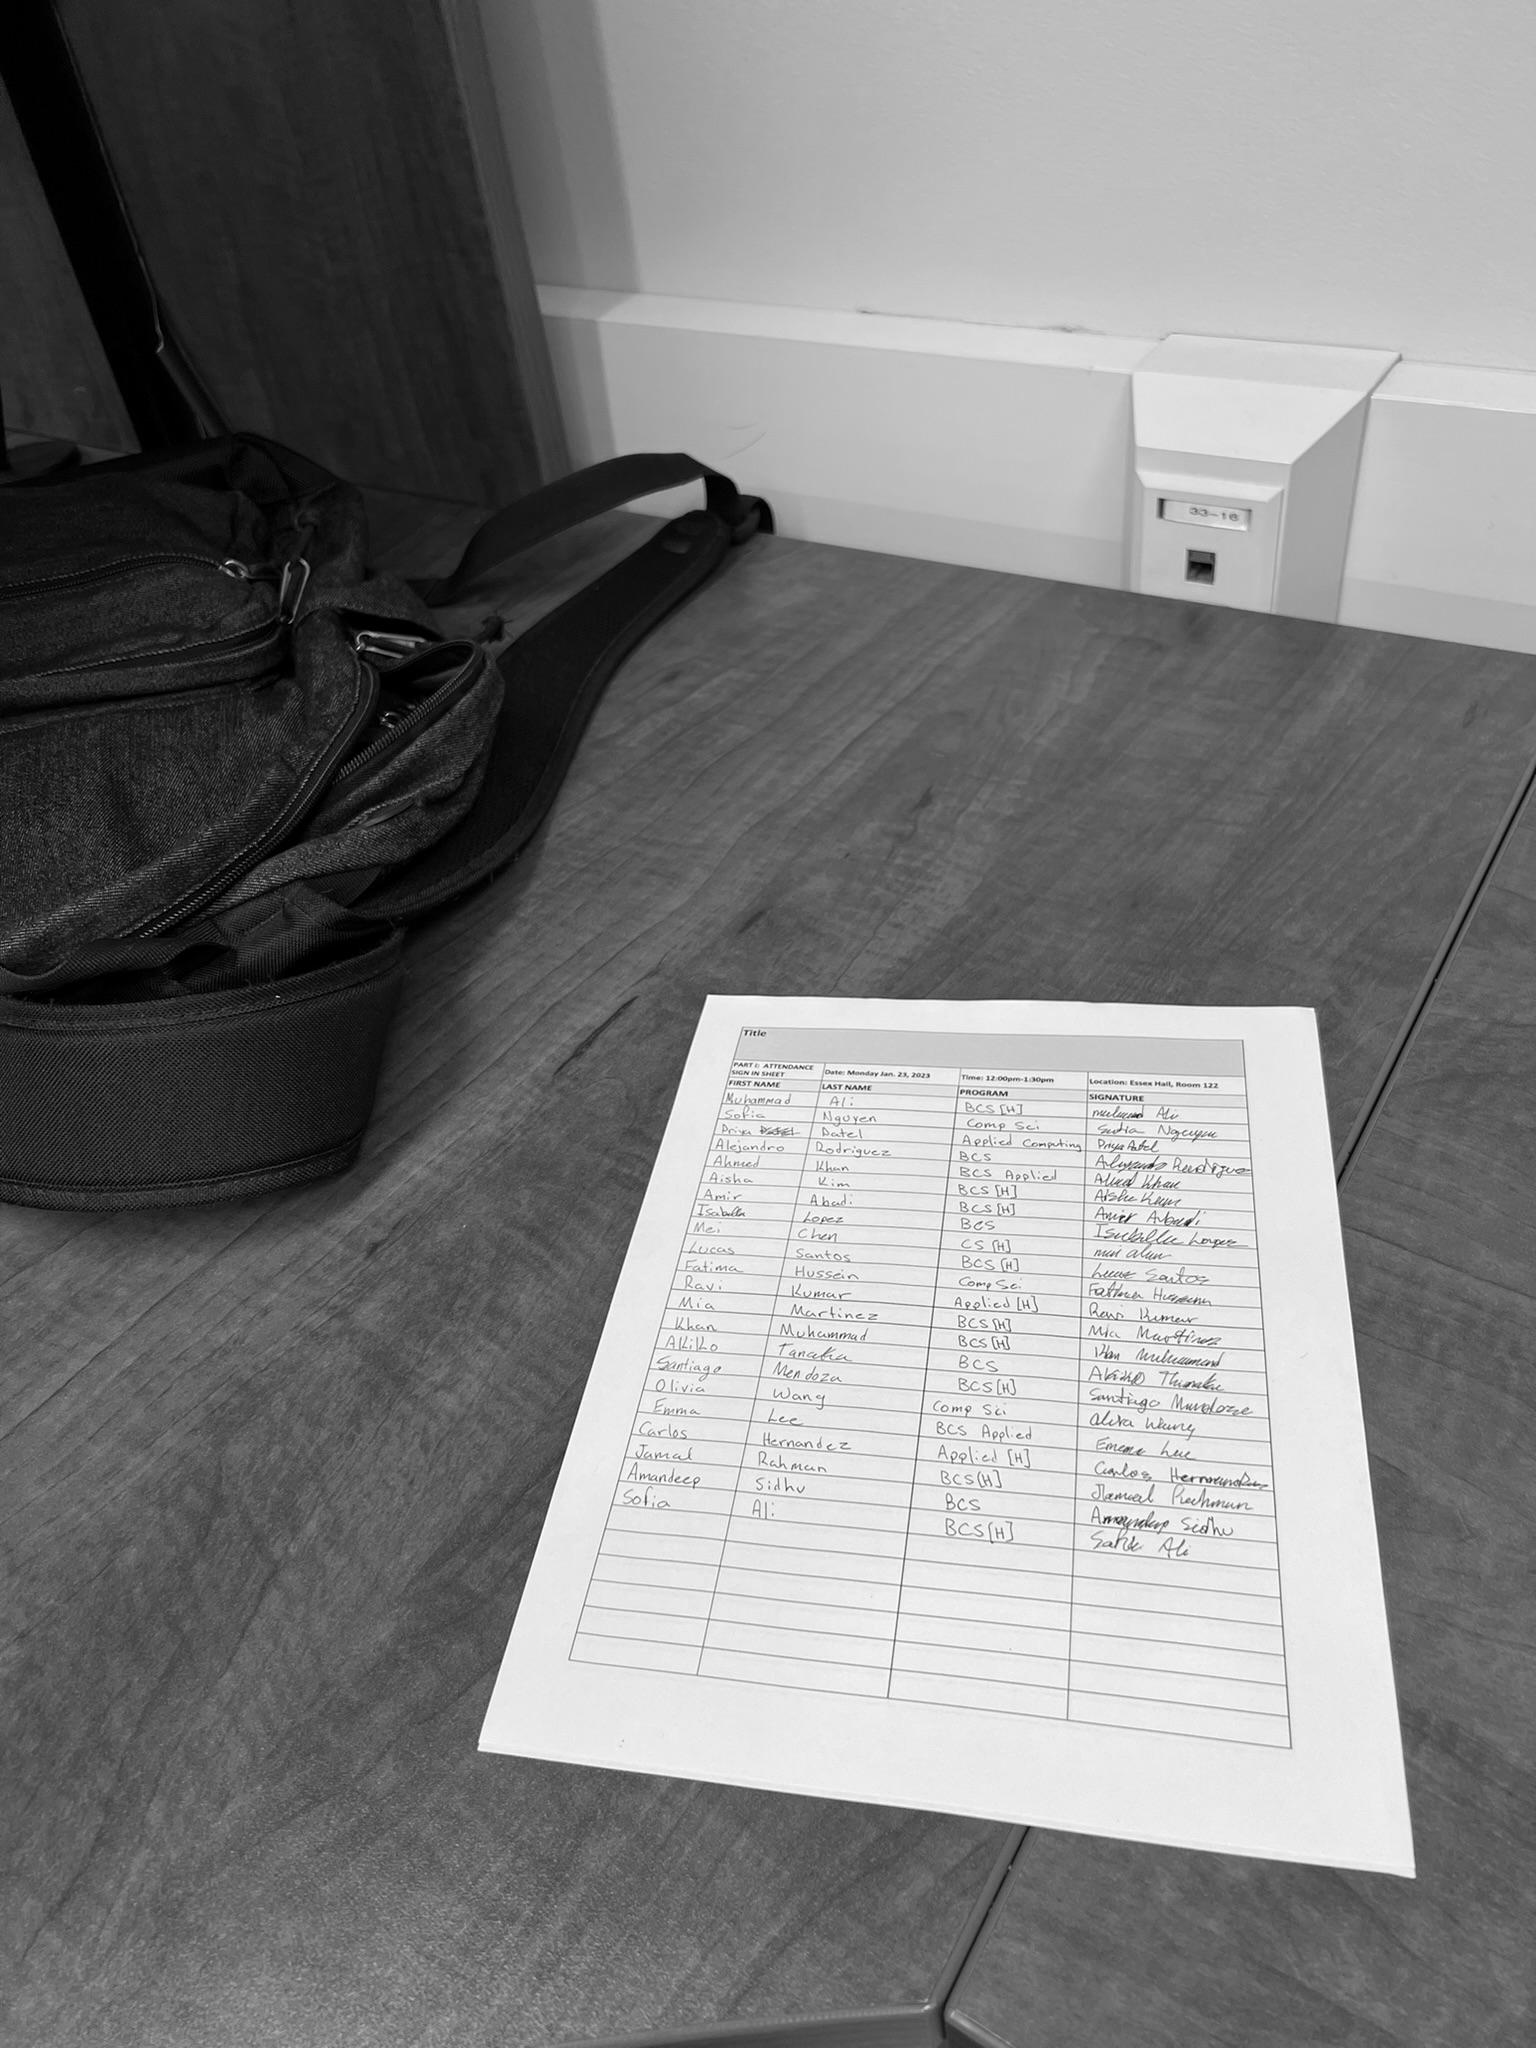 33-16
Title
PART I: ATTENDANCE SIGN IN SHEET Date: Monday Jan. 23, 2023 Time: 12:00pm-1:30pm Location: Essex Hall, Room 122
FIRST NAME LAST NAME PROGRAM SIGNATURE
Muhammad Ali BCS [H] Ali
Sofia Nguyen Comp Sci Sofia Nguyen
Priya Patel Applied Computing Priya Patel
Alejandro Rodriguez BCS Alejandro Rodriguez
Ahmed Khan BCS Applied Ahmed Khan
Aisha Kim BCS [H] Aisha Kim
Amir Abadi BCS [H] Amir Abadi
Isabella Lopez BCS Isabella Lopez
Mei Chen CS [H]
Lucas Santos BCS [H] Lucas Santos
Fatima Hussein Comp Sci Fatima Hussein
Ravi Kumar Applied [H] Ravi Kumar
Mia Martinez BCS [H] Mia Martinez
Khan Muhammad BCS [H] Khan Muhammad
Akiko Tanaka BCS Akiko
Santiago Mendoza BCS [H] Santiago Mendoza
Olivia Wang Comp Sci Wang
Emma Lee BCS Applied Emma Lee
Carlos Hernandez Applied [H] Carlos Hernandez
Jamal Rahman BCS [H] Jamal Rahman
Amandeep Sidhu BCS Amandeep Sidhu
Sofia Ali BCS [H] Ali